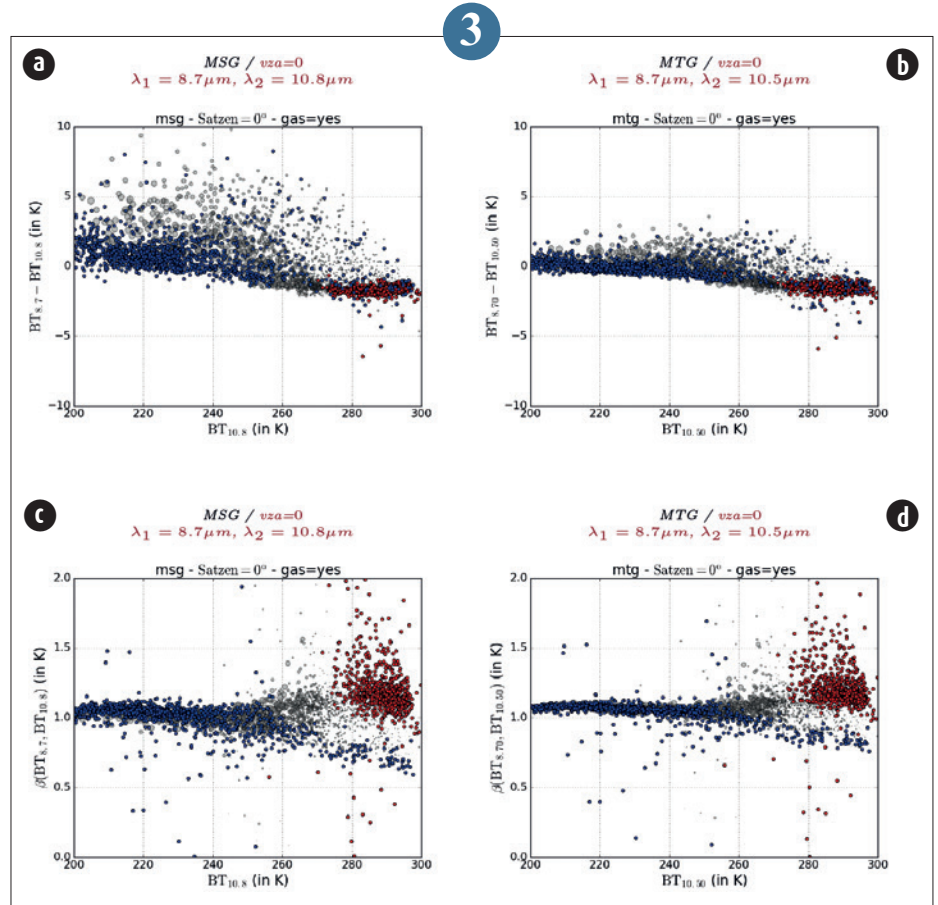 3
a
MSG / vza=0
λ1 = 8.7μm, λ2 = 10.8μm
msg - Satzen = 0° - gas=yes
BT8.7 − BT10.8 (in K)
10
5
0
−5
−10
200 220 240 260 280 300
BT10.8 (in K)
b
MTG / vza=0
λ1 = 8.7μm, λ2 = 10.5μm
mtg - Satzen = 0° - gas=yes
BT8.70 − BT10.50 (in K)
10
5
0
−5
−10
200 220 240 260 280 300
BT10.50 (in K)
c
MSG / vza=0
λ1 = 8.7μm, λ2 = 10.8μm
msg - Satzen = 0° - gas=yes
β(BT8.7, BT10.8) (in K)
2.0
1.5
1.0
0.5
0.0
200 220 240 260 280 300
BT10.8 (in K)
d
MTG / vza=0
λ1 = 8.7μm, λ2 = 10.5μm
mtg - Satzen = 0° - gas=yes
β(BT8.70, BT10.50) (in K)
2.0
1.5
1.0
0.5
0.0
200 220 240 260 280 300
BT10.50 (in K)